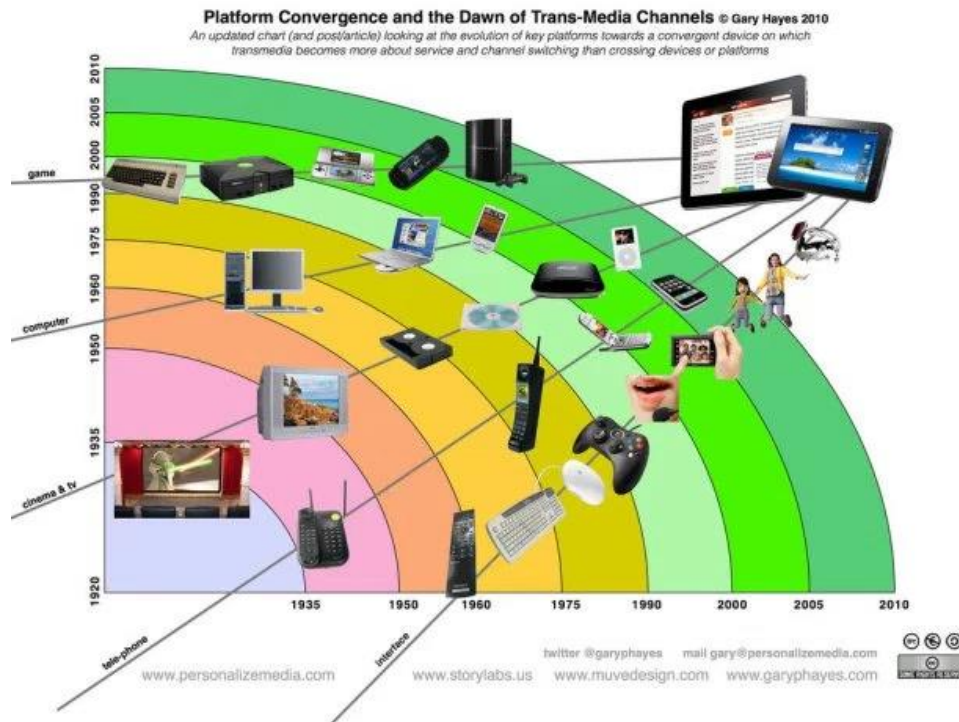 Platform Convergence and the Dawn of Trans-Media Channels © Gary Hayes 2010
An updated chart (and post/article) looking at the evolution of key platforms towards a convergent device on which
transmedia becomes more about service and channel switching than crossing devices or platforms
2010
2005
2000
1990
1975
1960
1950
1935
1920
game
computer
cinema & tv
tele-phone
interface
1935
1950
1960
1975
1990
2000
2005
2010
twitter @garyphayes mail gary@personalizemedia.com
www.personalizemedia.com www.storylabs.us www.muvedesign.com www.garyphayes.com